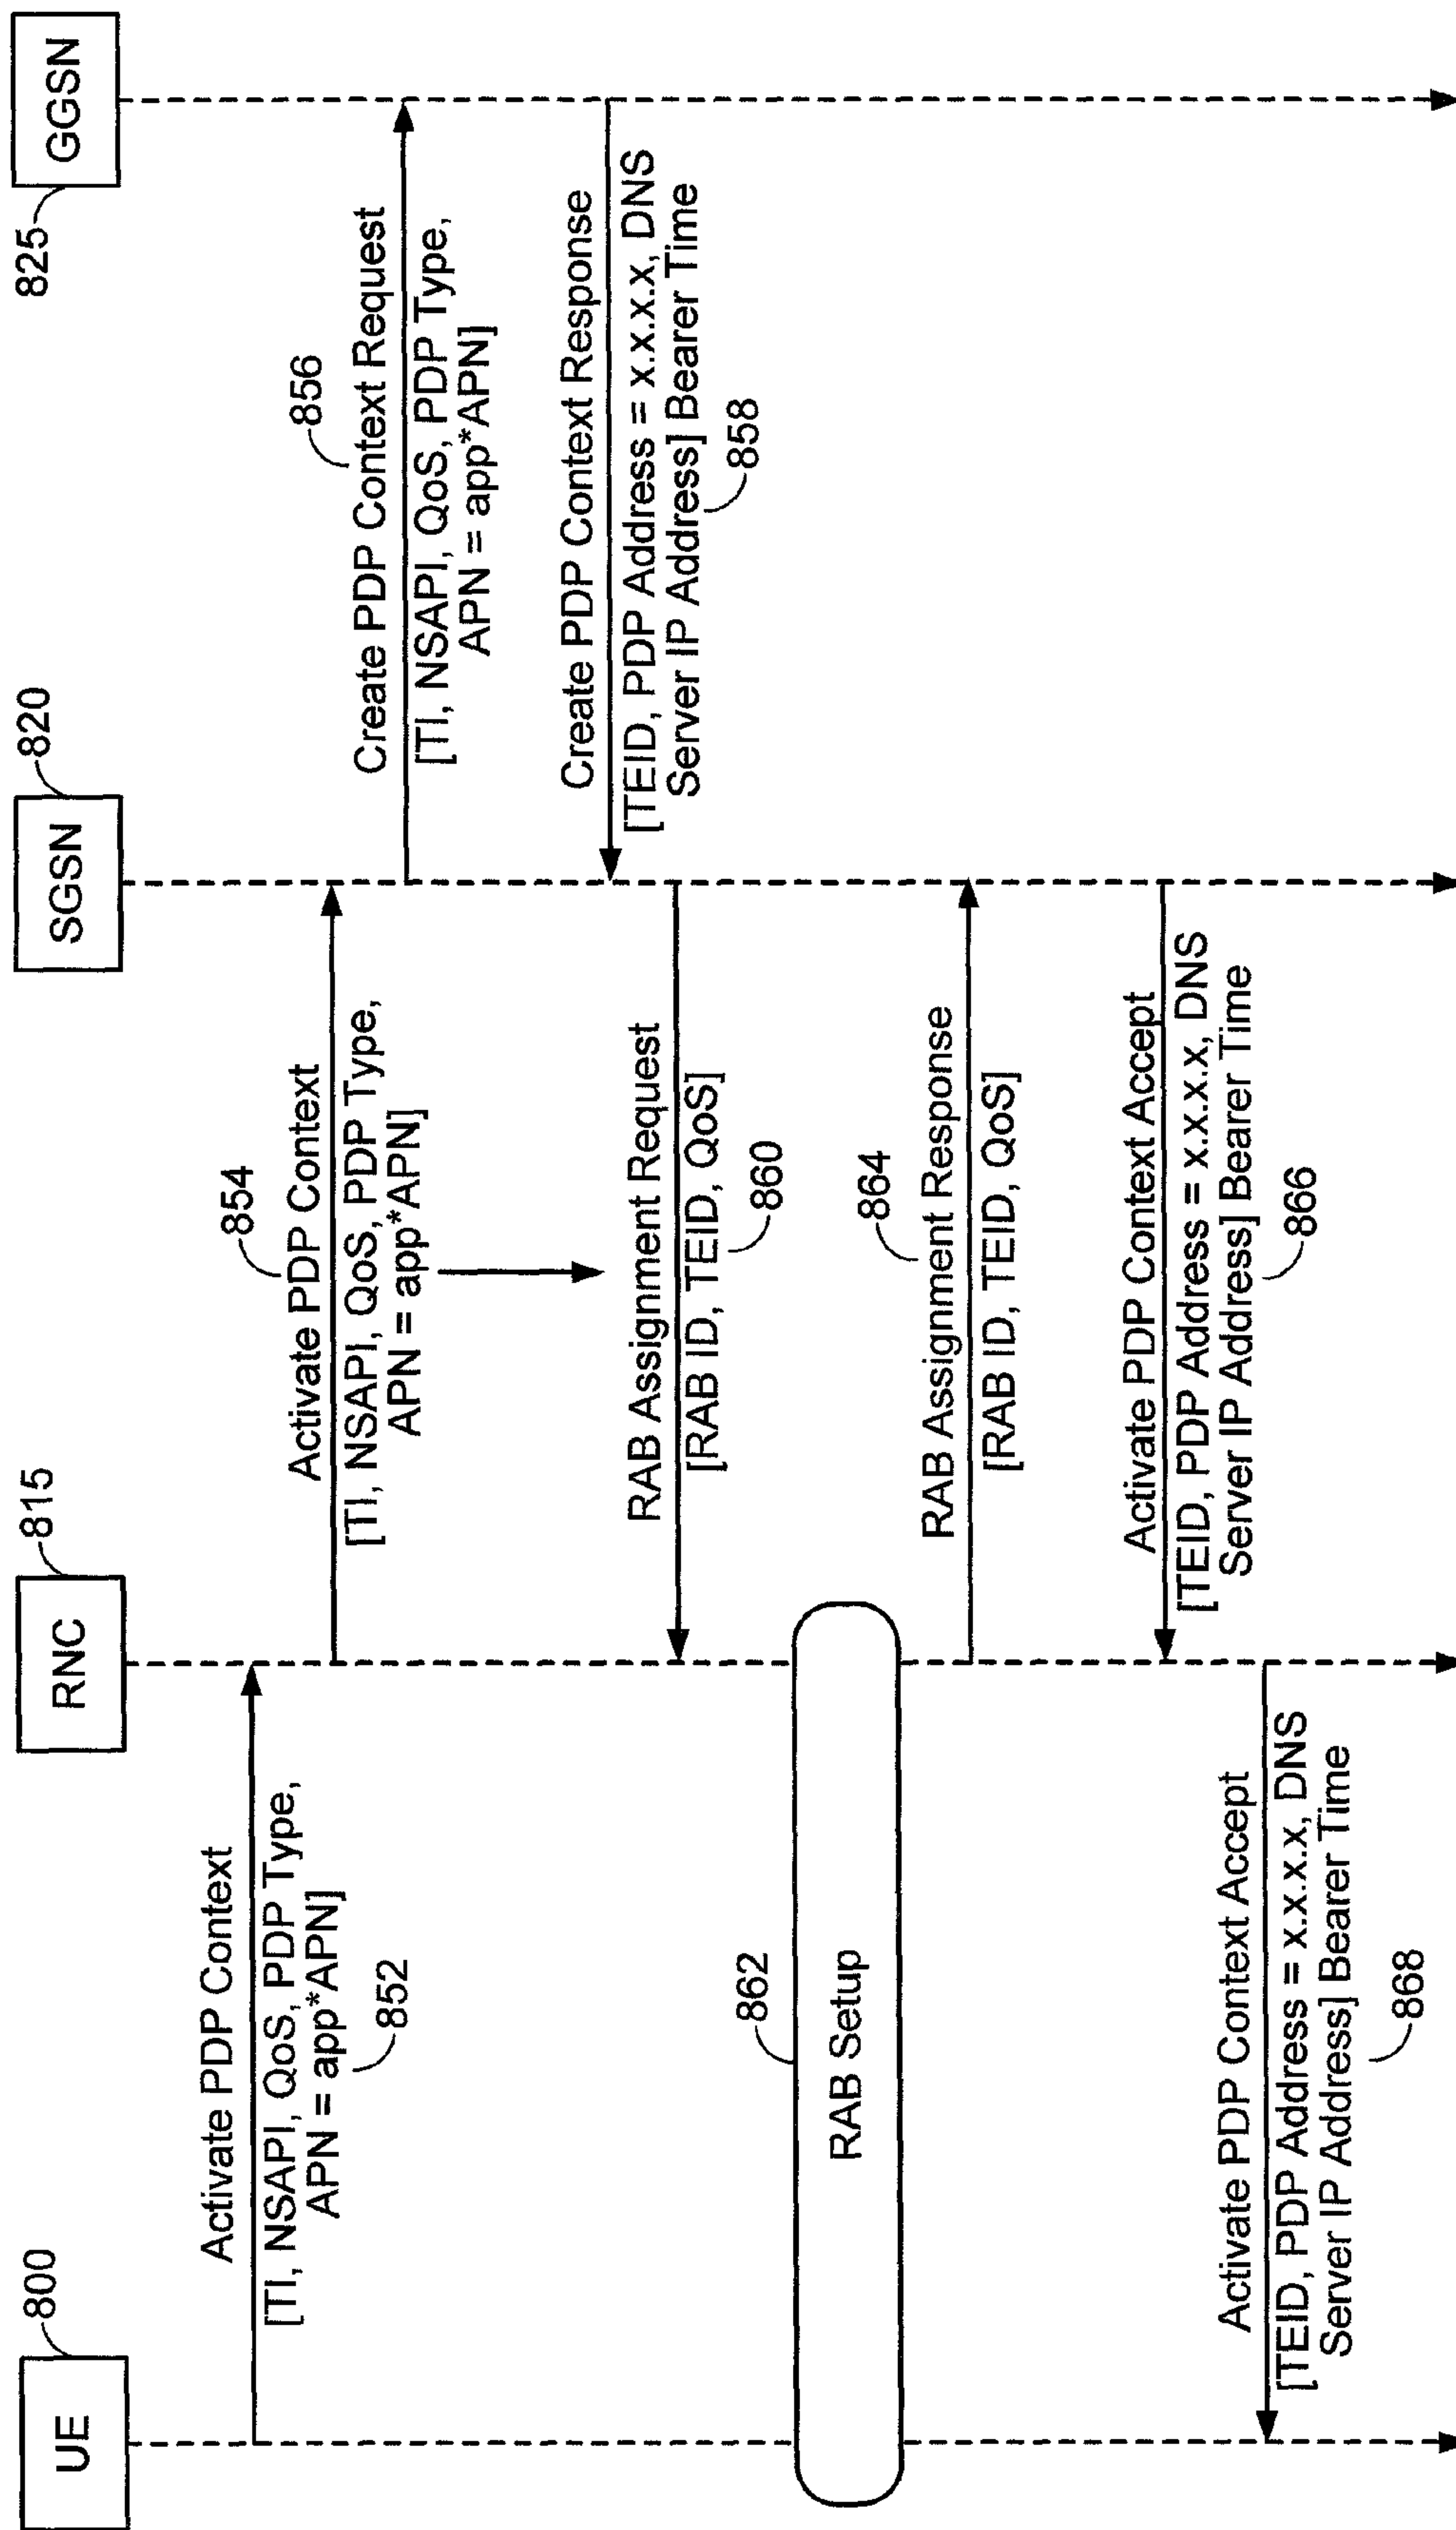 UE
800
RNC
815
SGSN
820
GGSN
825
Activate PDP Context
[TI, NSAPI, QoS, PDP Type,
APN = app*APN]
852
854
Activate PDP Context
[TI, NSAPI, QoS, PDP Type,
APN = app*APN]
856
Create PDP Context Request
[TI, NSAPI, QoS, PDP Type,
APN = app*APN]
Create PDP Context Response
[TEID, PDP Address = x.x.x.x, DNS
Server IP Address] Bearer Time
858
RAB Assignment Request
[RAB ID, TEID, QoS]
860
862
RAB Setup
864
RAB Assignment Response
[RAB ID, TEID, QoS]
Activate PDP Context Accept
[TEID, PDP Address = x.x.x.x, DNS
Server IP Address] Bearer Time
866
Activate PDP Context Accept
[TEID, PDP Address = x.x.x.x, DNS
Server IP Address] Bearer Time
868